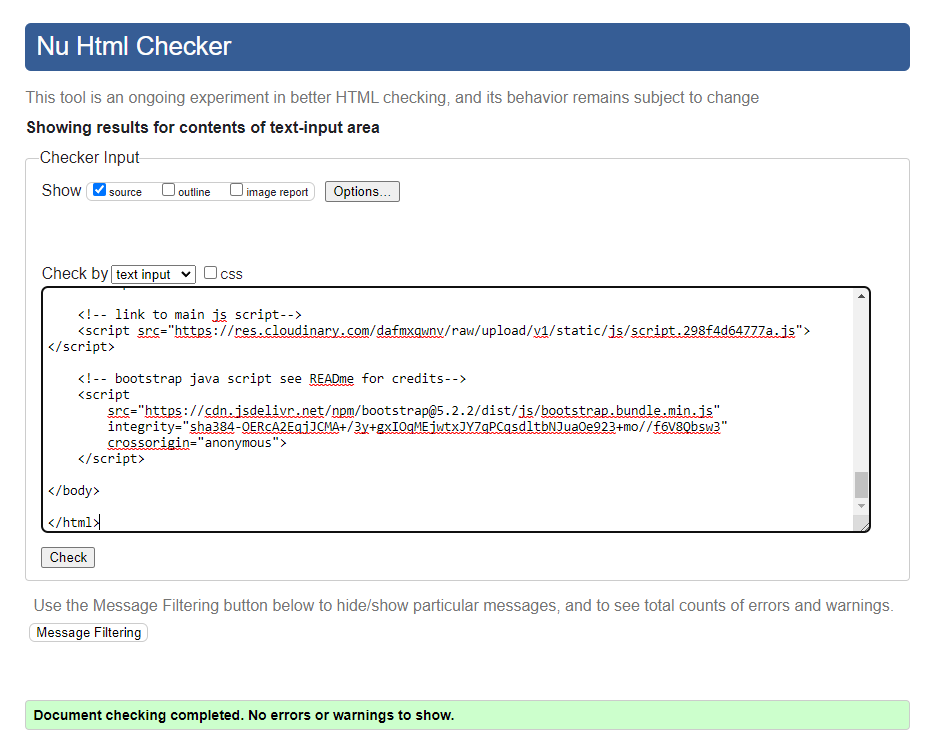 Nu Html Checker
This tool is an ongoing experiment in better HTML checking, and its behavior remains subject to change
Showing results for contents of text-input area
Checker Input
Show source outline image report Options...
Check by text input css
<!-- link to main js script-->
<script src="https://res.cloudinary.com/dafmxqwnv/raw/upload/v1/static/js/script.298f4d64777a.js">
</script>
<!-- bootstrap java script see READme for credits-->
<script
src="https://cdn.jsdelivr.net/npm/bootstrap@5.2.2/dist/js/bootstrap.bundle.min.js"
integrity="sha384-OERcA2EqjJCMA+/3y+gxIOqMEjwtxJY7qPCqsdltbNJuaOe923+mo//f6V8Qbsw3"
crossorigin="anonymous">
</script>
</body>
</html>
Check
Use the Message Filtering button below to hide/show particular messages, and to see total counts of errors and warnings.
Message Filtering
Document checking completed. No errors or warnings to show.